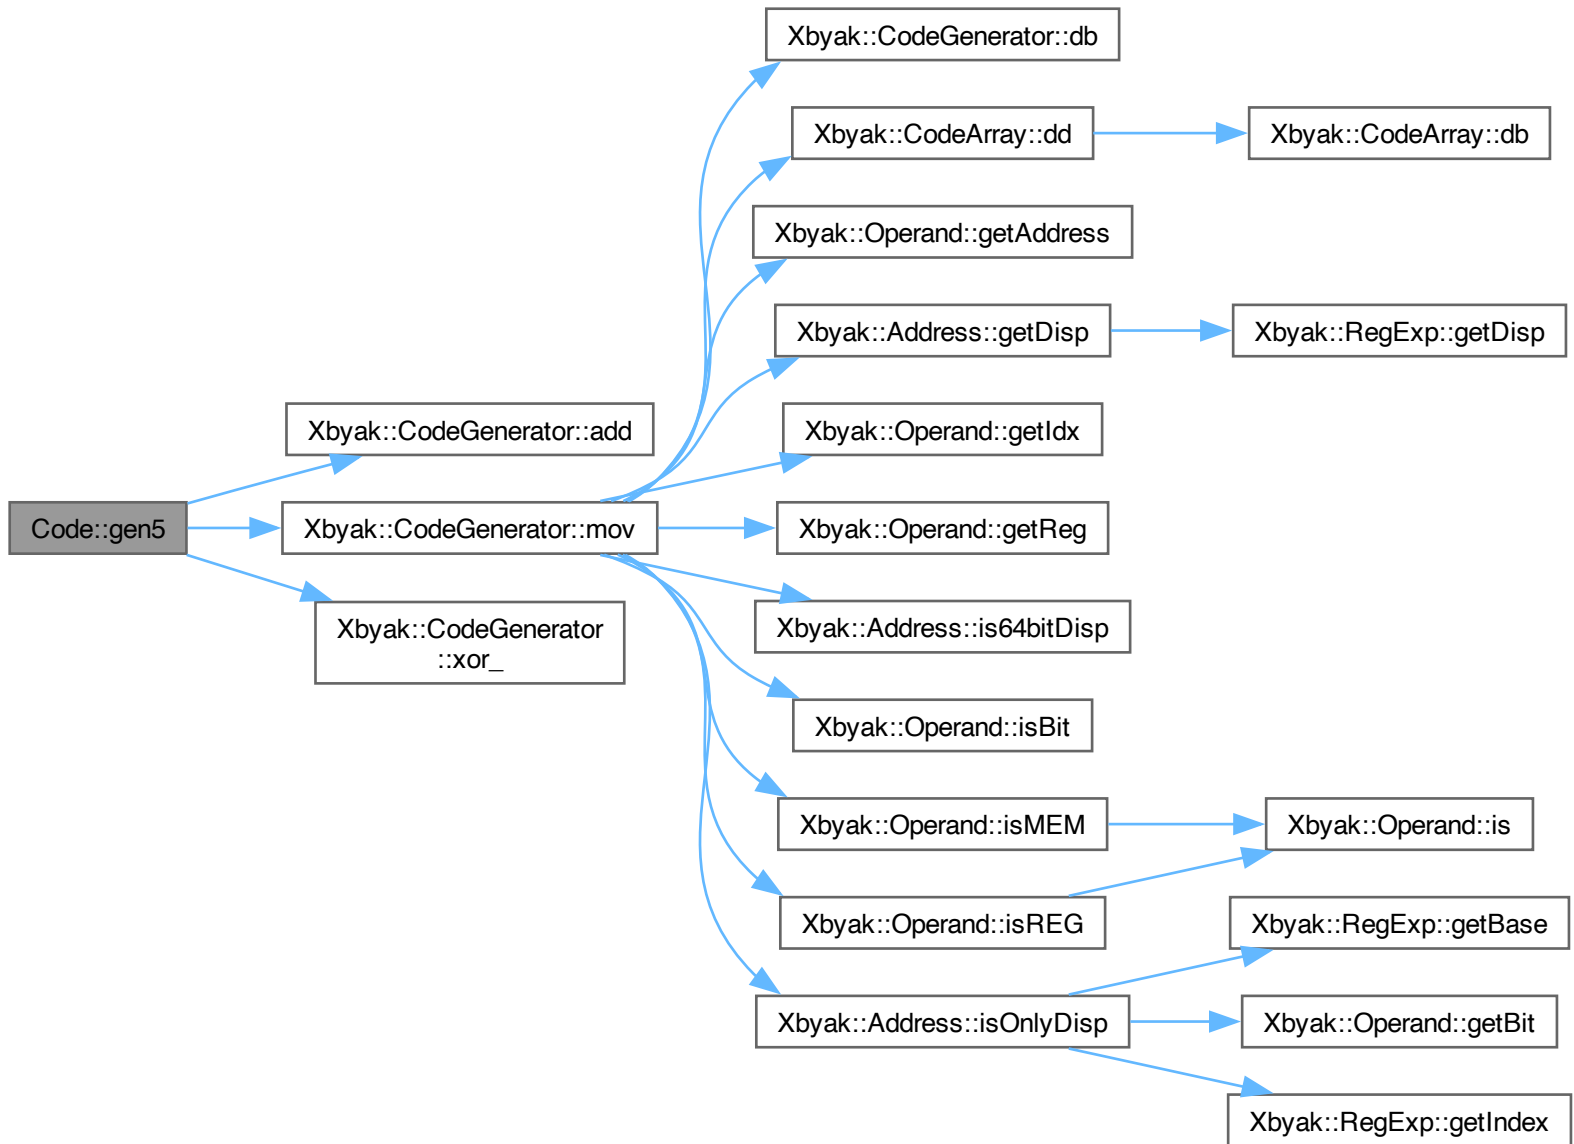 Xbyak::CodeGenerator::db
Xbyak::CodeArray::dd
Xbyak::CodeArray::db
Xbyak::Operand::getAddress
Xbyak::Address::getDisp
Xbyak::RegExp::getDisp
Xbyak::CodeGenerator::add
Xbyak::Operand::getIdx
Code::gen5
Xbyak::CodeGenerator::mov
Xbyak::Operand::getReg
Xbyak::CodeGenerator
::xor_
Xbyak::Address::is64bitDisp
Xbyak::Operand::isBit
Xbyak::Operand::isMEM
Xbyak::Operand::is
Xbyak::Operand::isREG
Xbyak::RegExp::getBase
Xbyak::Address::isOnlyDisp
Xbyak::Operand::getBit
Xbyak::RegExp::getIndex